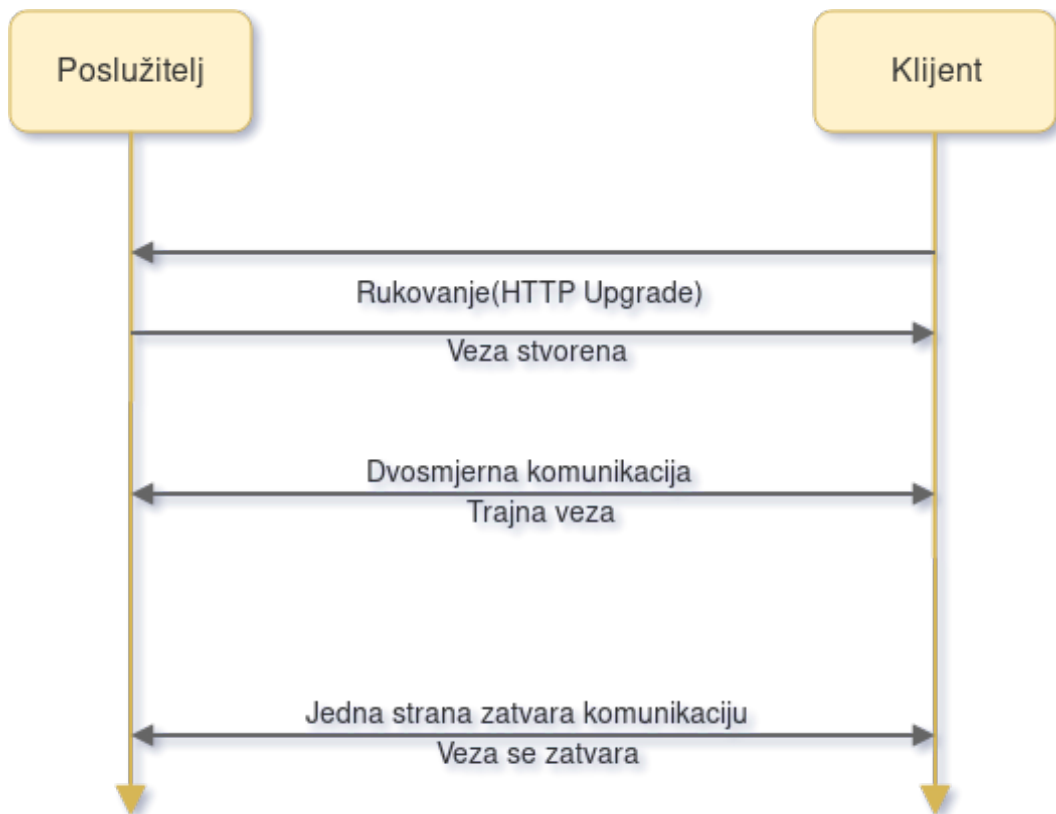 Poslužitelj
Klijent
Rukovanje(HTTP Upgrade)
Veza stvorena
Dvosmjerna komunikacija
Trajna veza
Jedna strana zatvara komunikaciju
Veza se zatvara